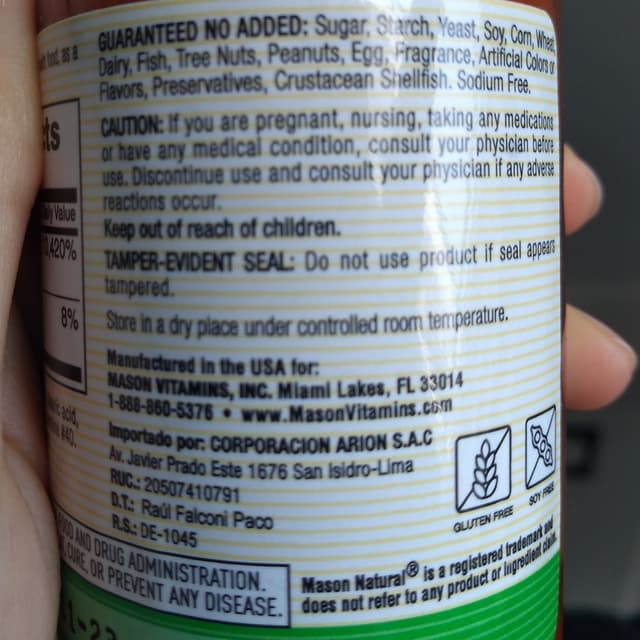 GUARANTEED NO ADDED: Sugar, Starch, Yeast, Soy, Corn, Wheat,
Dairy, Fish, Tree Nuts, Peanuts, Egg, Fragrance, Artificial Colors or
Flavors, Preservatives, Crustacean Shellfish. Sodium Free.
CAUTION: If you are pregnant, nursing, taking any medications
or have any medical condition, consult your physician before
use. Discontinue use and consult your physician if any adverse
reactions occur.
Keep out of reach of children.
TAMPER-EVIDENT SEAL: Do not use product if seal appears
tampered.
Store in a dry place under controlled room temperature.
Manufactured in the USA for:
MASON VITAMINS, INC. Miami Lakes, FL 33014
1-888-860-5376 • www.MasonVitamins.com
Importado por: CORPORACION ARION S.A.C
Av. Javier Prado Este 1676 San Isidro-Lima
RUC.: 20507410791
D.T.: Raúl Falconi Paco
R.S.: DE-1045
GLUTEN FREE
SOY FREE
AND DRUG ADMINISTRATION.
CURE, OR PREVENT ANY DISEASE.
Mason Natural® is a registered trademark and
does not refer to any product or ingredient claim.
as a
Value
,420%
8%
acid,
#40.